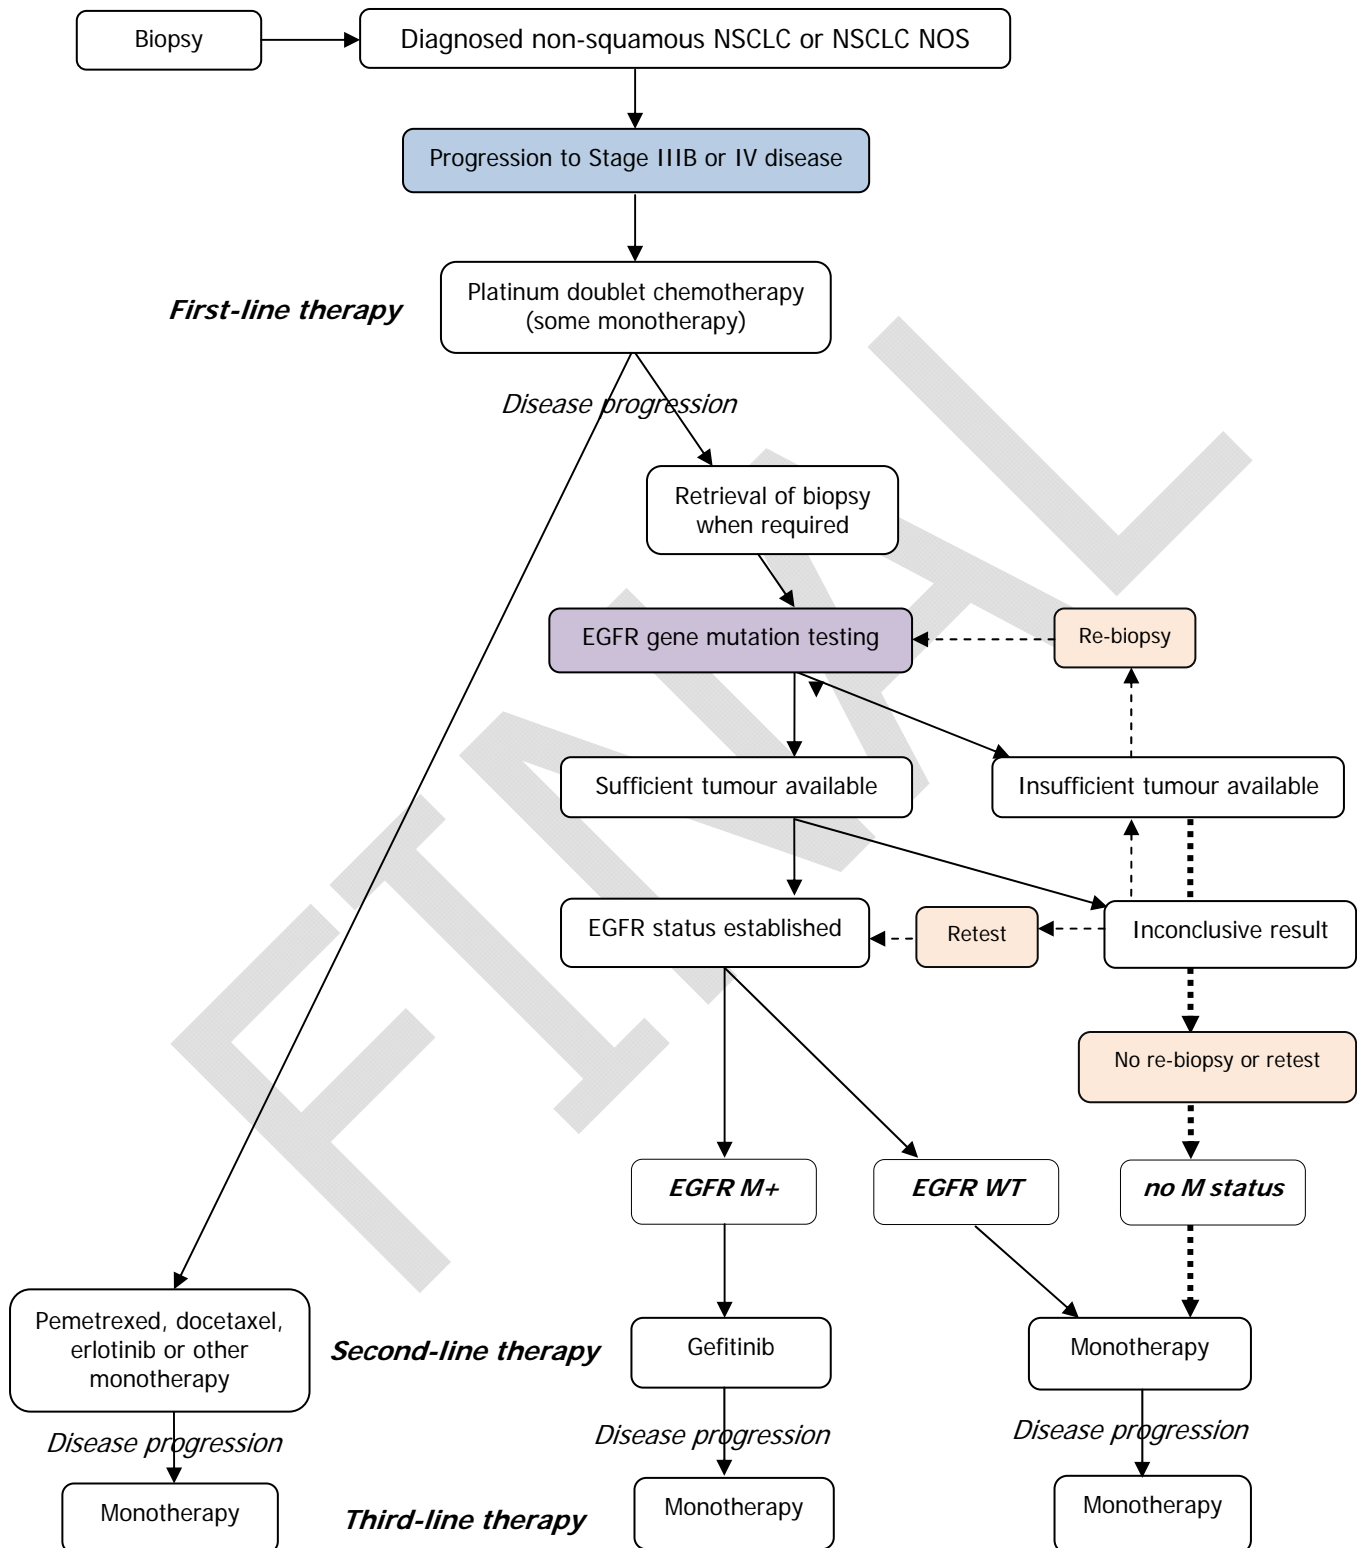 Biopsy
Diagnosed non-squamous NSCLC or NSCLC NOS
Progression to Stage IIIB or IV disease
First-line therapy
Platinum doublet chemotherapy
(some monotherapy)
Disease progression
Retrieval of biopsy
when required
EGFR gene mutation testing
Re-biopsy
Sufficient tumour available
Insufficient tumour available
EGFR status established
Retest
Inconclusive result
No re-biopsy or retest
EGFR M+
EGFR WT
no M status
Pemetrexed, docetaxel,
erlotinib or other
monotherapy
Second-line therapy
Gefitinib
Monotherapy
Disease progression
Disease progression
Disease progression
Monotherapy
Third-line therapy
Monotherapy
Monotherapy
FINAL